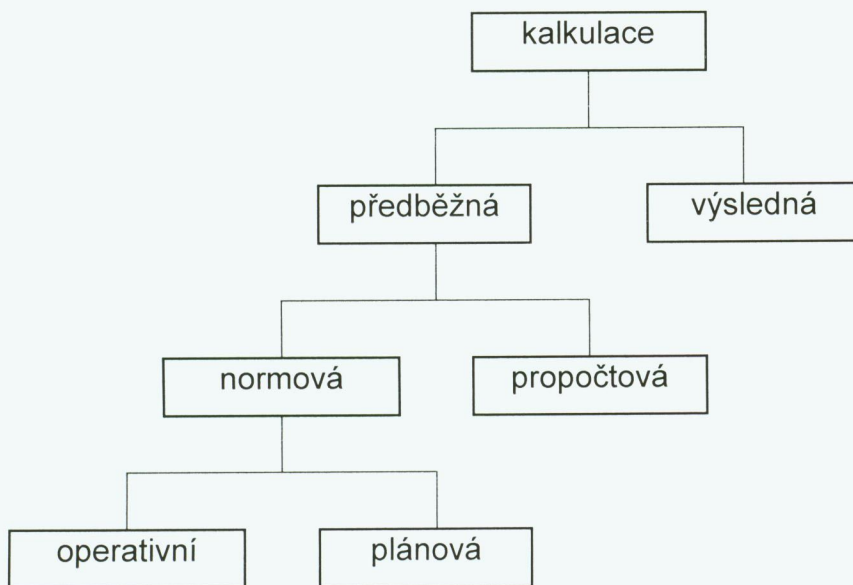 kalkulace
předběžná
výsledná
normová
propočtová
operativní
plánová